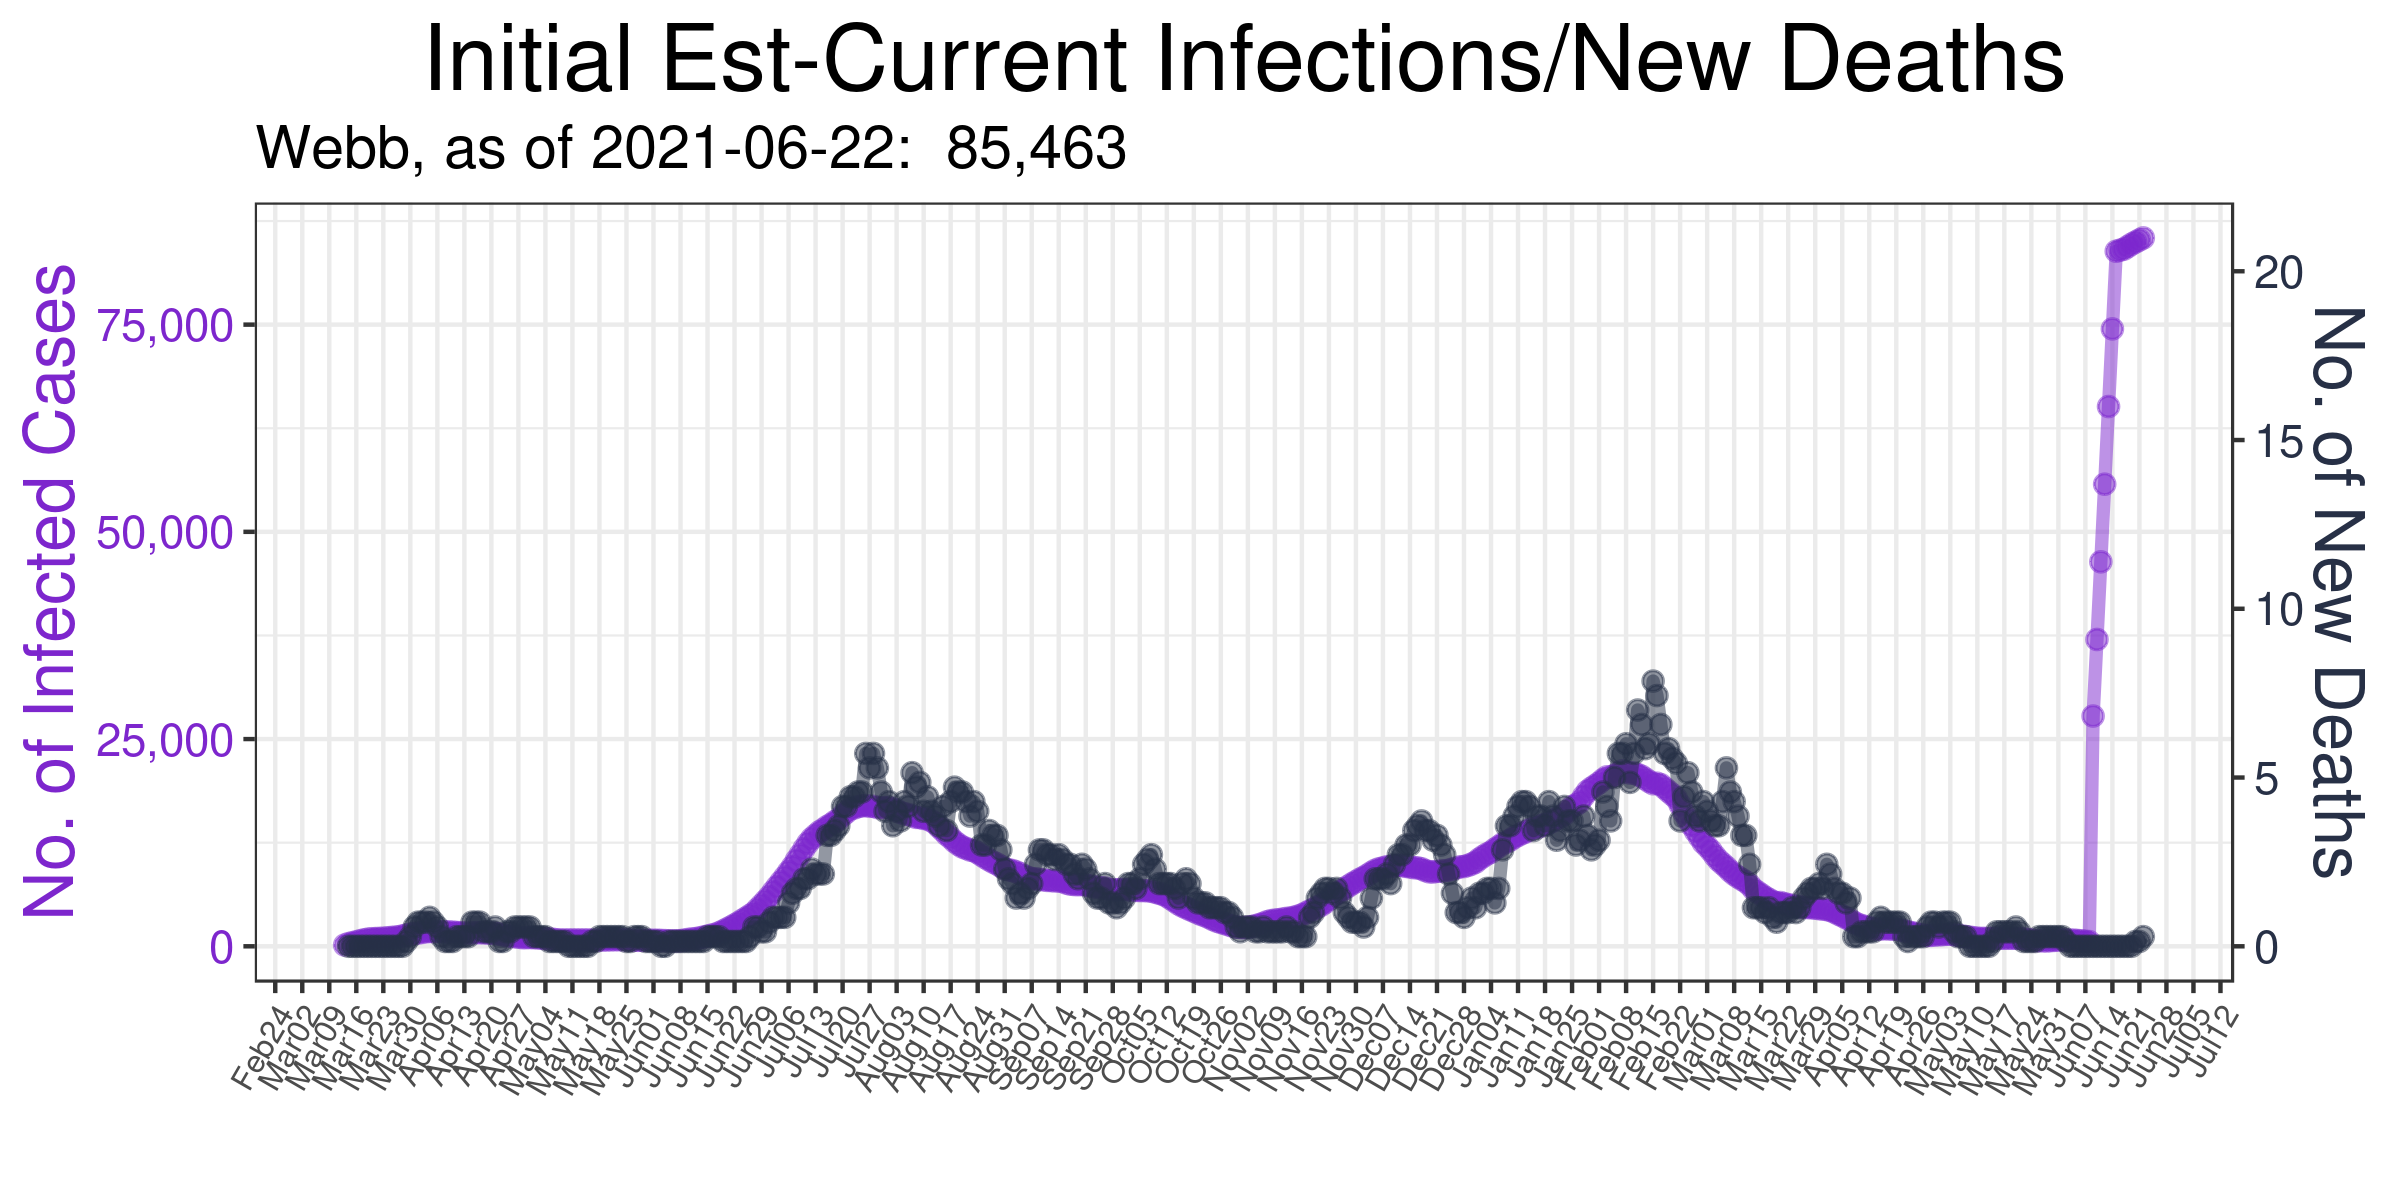 Initial Est-Current Infections/New Deaths
Webb, as of 2021-06-22:  85,463
No. of Infected Cases
75,000
50,000
25,000
0
20
15
10
5
0
No. of New Deaths
Feb24
Mar02
Mar09
Mar16
Mar23
Mar30
Apr06
Apr13
Apr20
Apr27
May04
May11
May18
May25
Jun01
Jun08
Jun15
Jun22
Jun29
Jul06
Jul13
Jul20
Jul27
Aug03
Aug10
Aug17
Aug24
Aug31
Sep07
Sep14
Sep21
Sep28
Oct05
Oct12
Oct19
Oct26
Nov02
Nov09
Nov16
Nov23
Nov30
Dec07
Dec14
Dec21
Dec28
Jan04
Jan11
Jan18
Jan25
Feb01
Feb08
Feb15
Feb22
Mar01
Mar08
Mar15
Mar22
Mar29
Apr05
Apr12
Apr19
Apr26
May03
May10
May17
May24
May31
Jun07
Jun14
Jun21
Jun28
Jul05
Jul12